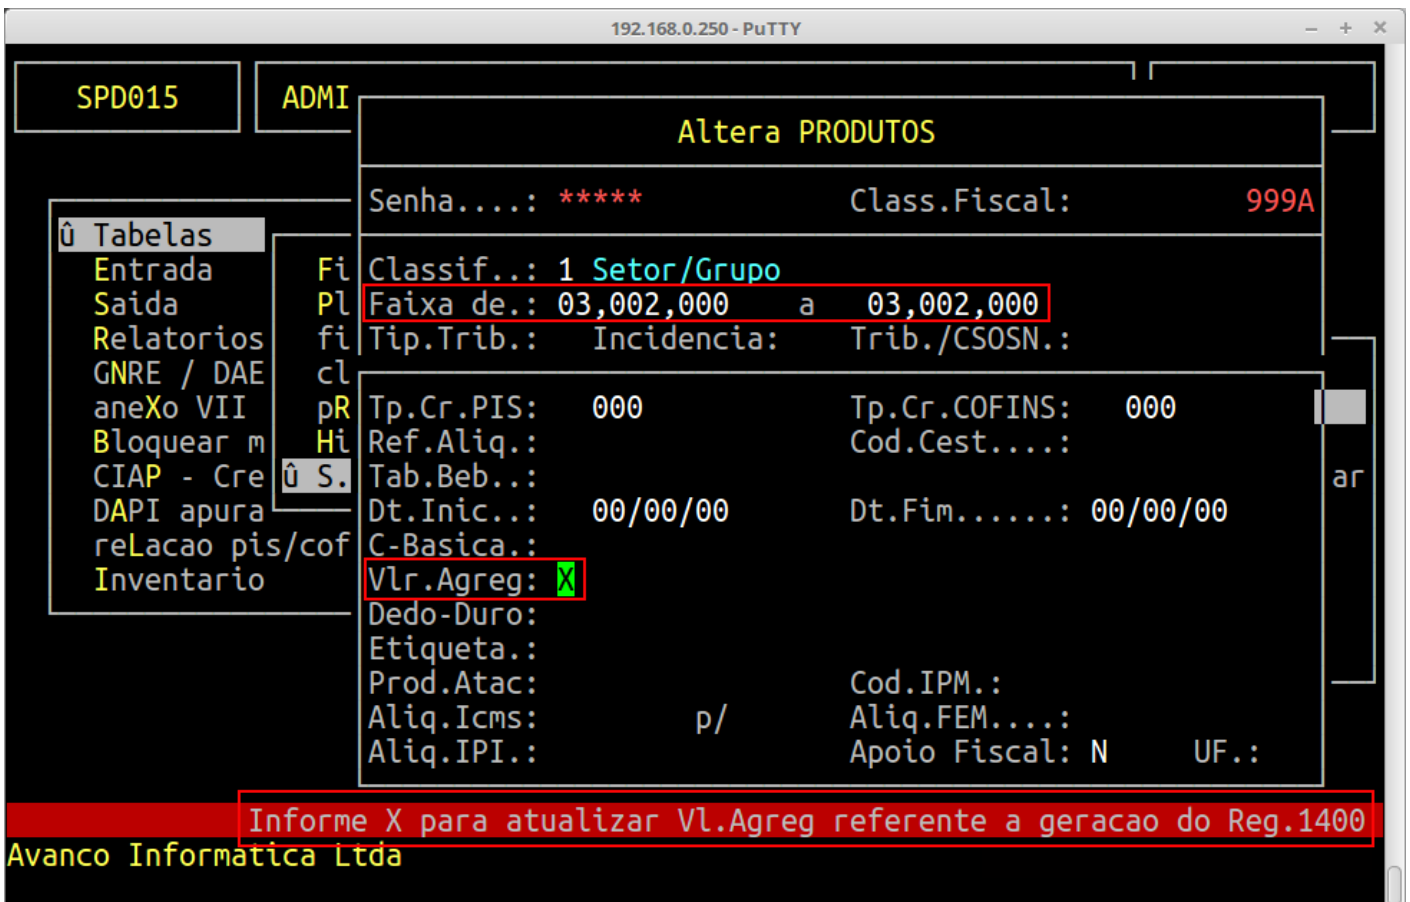 192.168.0.250 - PuTTY
SPD015 ADMI
Altera PRODUTOS
Senha....: ***** Class.Fiscal: 999A
û Tabelas
Entrada Fi Classif..: 1 Setor/Grupo
Saida Pl Faixa de.: 03,002,000 a 03,002,000
Relatorios fi Tip.Trib.: Incidencia: Trib./CSOSN.:
GNRE / DAE cl
aneXo VII pR Tp.Cr.PIS: 000 Tp.Cr.COFINS: 000
Bloquear m Hi Ref.Aliq.: Cod.Cest....:
CIAP - Cre û S. Tab.Beb..: ar
DAPI apura Dt.Inic..: 00/00/00 Dt.Fim......: 00/00/00
reLacao pis/cof C-Basica.:
Inventario Vlr.Agreg: X
Dedo-Duro:
Etiqueta.:
Prod.Atac: Cod.IPM.:
Aliq.Icms: p/ Aliq.FEM....:
Aliq.IPI.: Apoio Fiscal: N UF.:
Informe X para atualizar Vl.Agreg referente a geracao do Reg.1400
Avanco Informatica Ltda